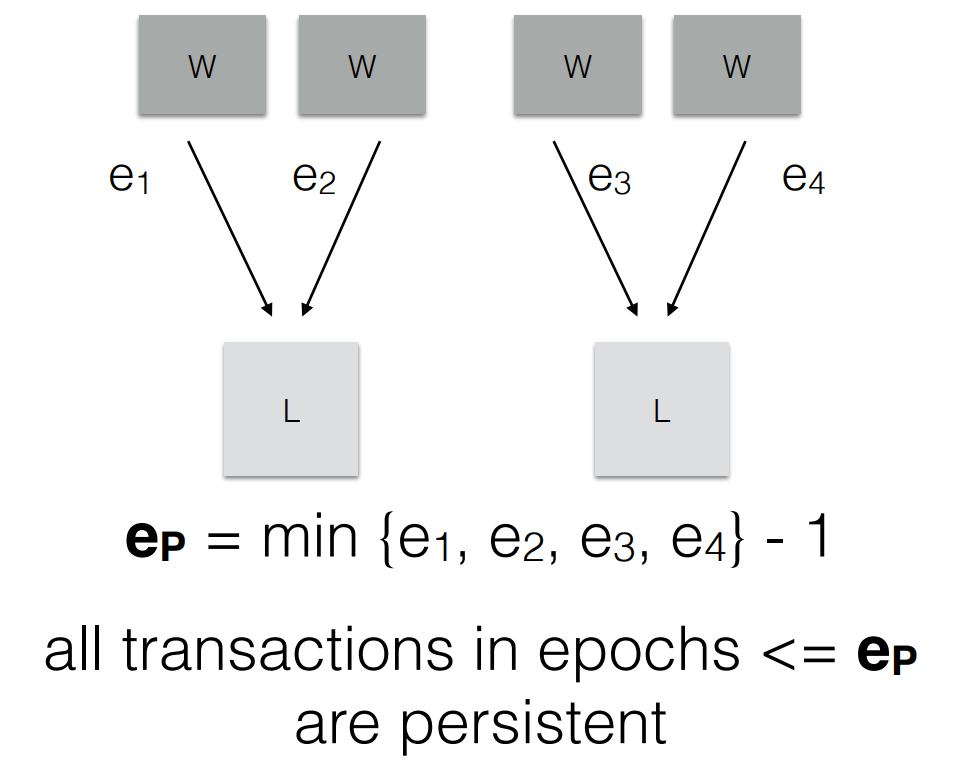 W W W W
e₁ e₂ e₃ e₄
L L
eₚ = min {e₁, e₂, e₃, e₄} - 1
all transactions in epochs <= eₚ
are persistent